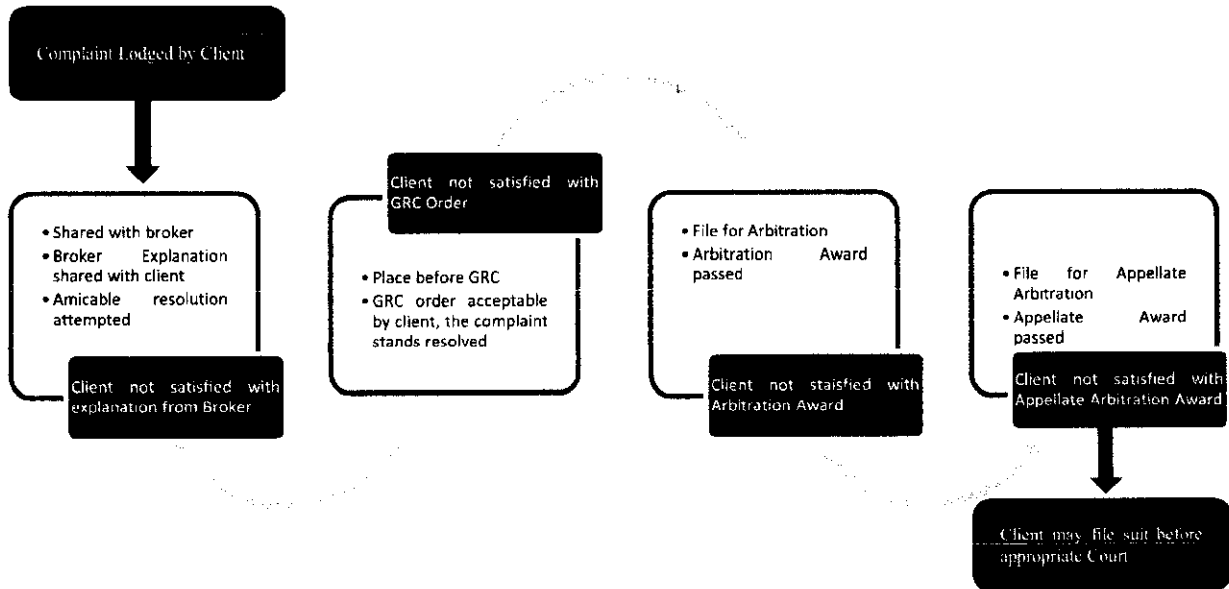 Complaint Lodged by Client
• Shared with broker
• Broker Explanation
shared with client
• Amicable resolution
attempted
Client not satisfied with
explanation from Broker
Client not satisfied with
GRC Order
• Place before GRC
• GRC order acceptable
by client, the complaint
stands resolved
• File for Arbitration
• Arbitration Award
passed
Client not staisfied with
Arbitration Award
• File for Appellate
Arbitration
• Appellate Award
passed
Client not satisfied with
Appellate Arbitration Award
Client may file suit before
appropriate Court